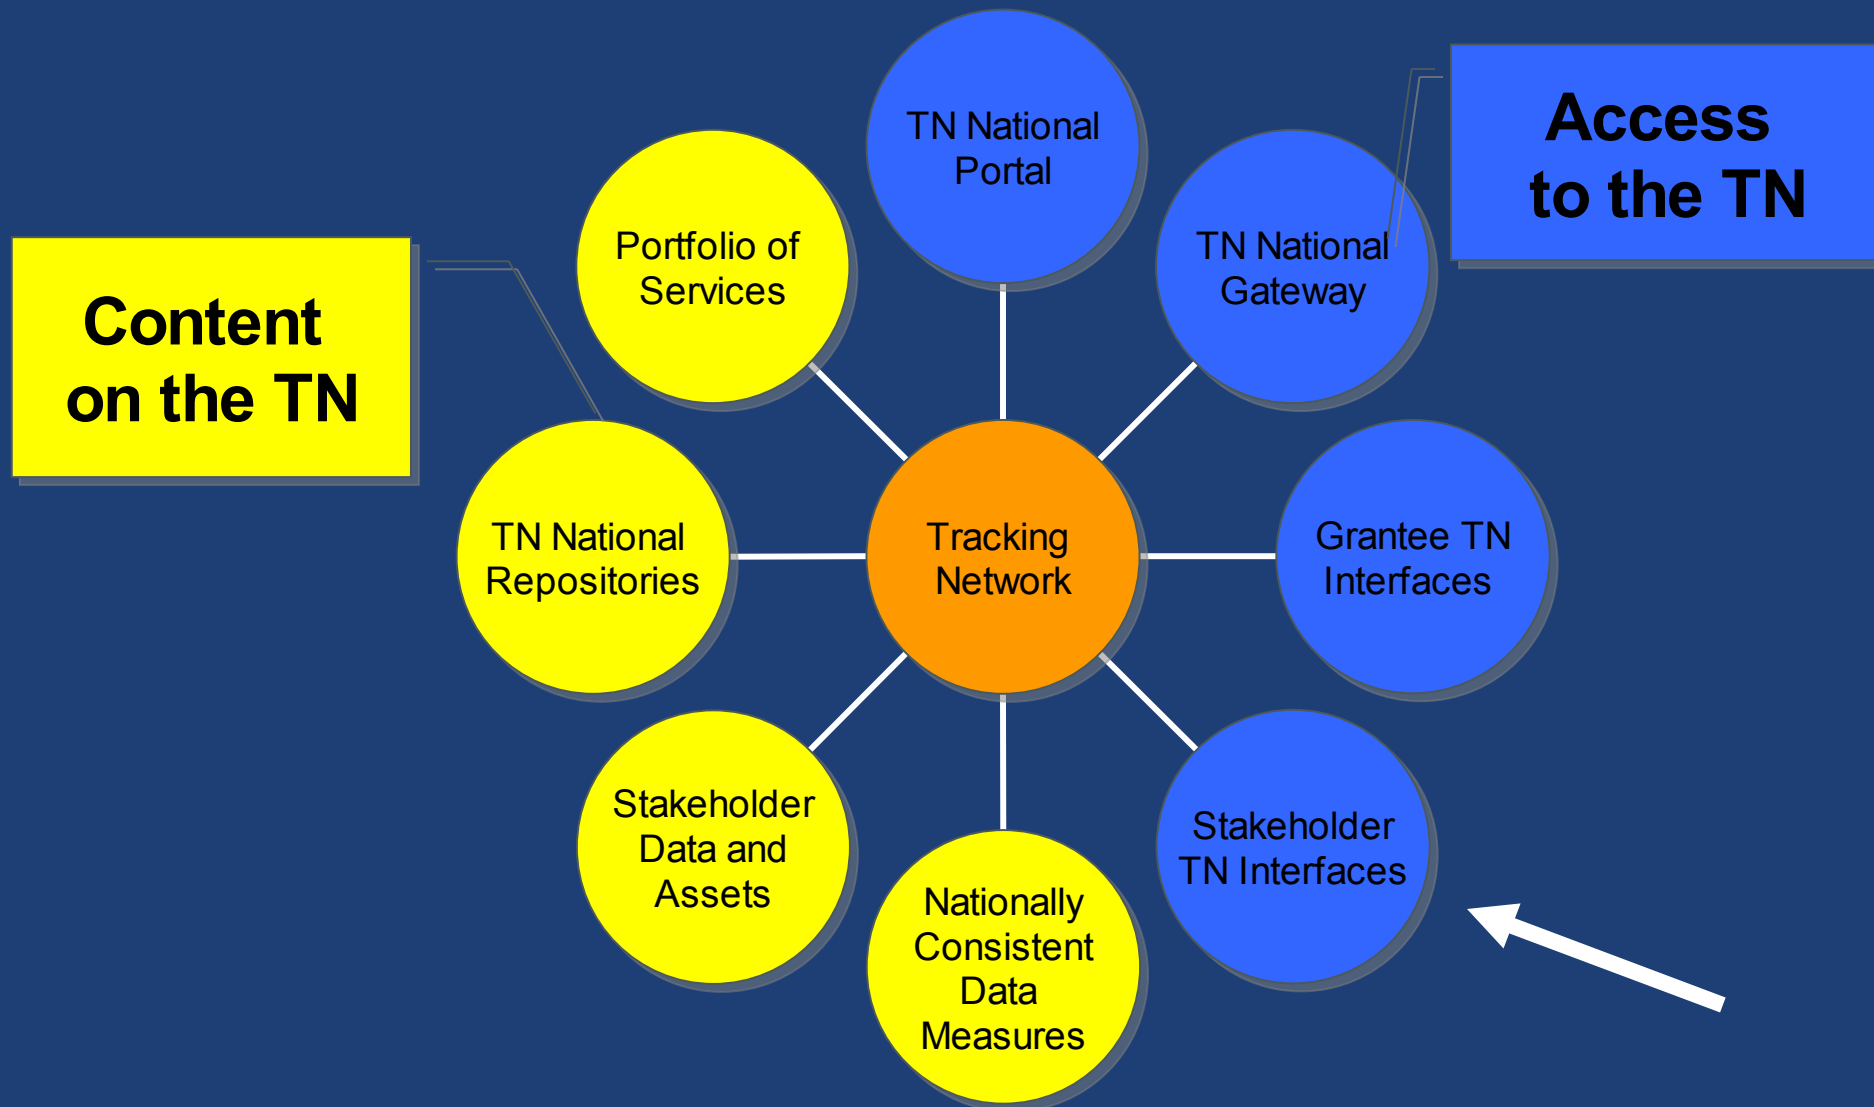 TN National
Portal
Access
to the TN
Portfolio of
Services
TN National
Gateway
Content
on the TN
TN National
Repositories
Tracking
Network
Grantee TN
Interfaces
Stakeholder
Data and
Assets
Stakeholder
TN Interfaces
Nationally
Consistent
Data
Measures